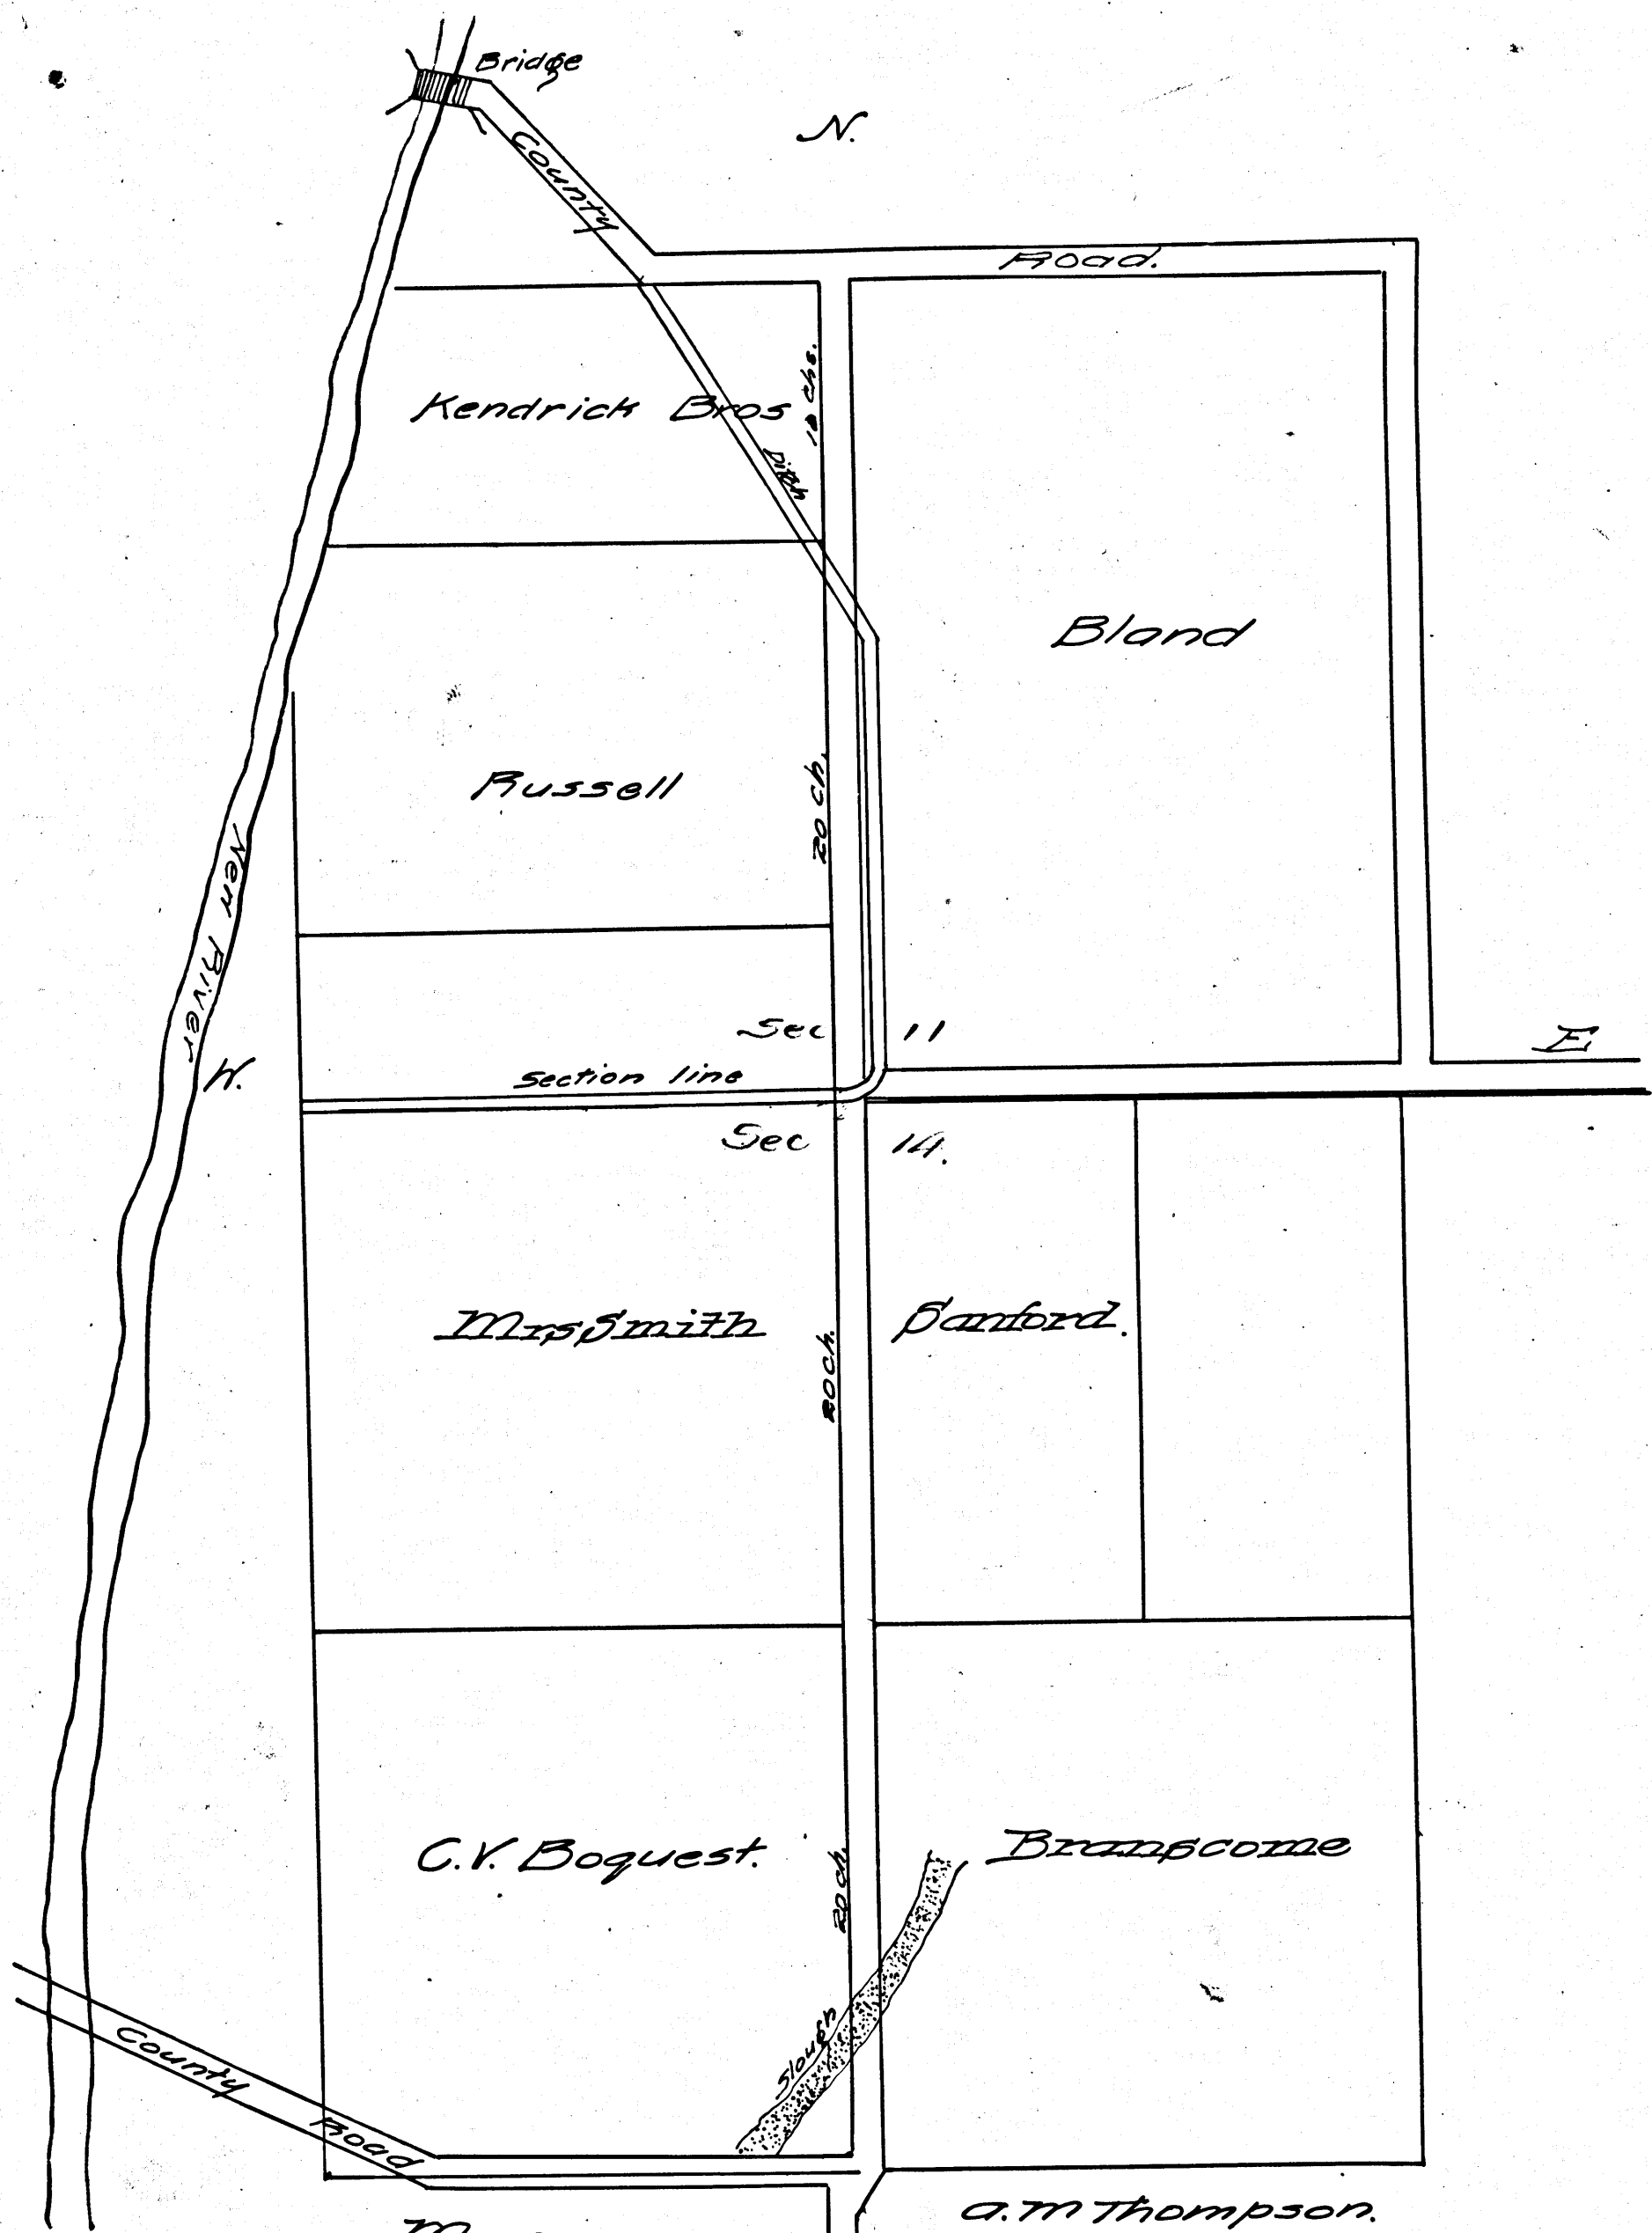 Bridge
N.
County
Road.
Kendrick Bros
10 chs.
Ditch
Bland
Russell
20 ch.
New River
Sec 11
E
W.
Section line
Sec 14.
Mrs Smith
Sanford.
20 ch.
C.V. Boquest.
Branscome
20 ch.
Slough
County
Road
a.m Thompson.